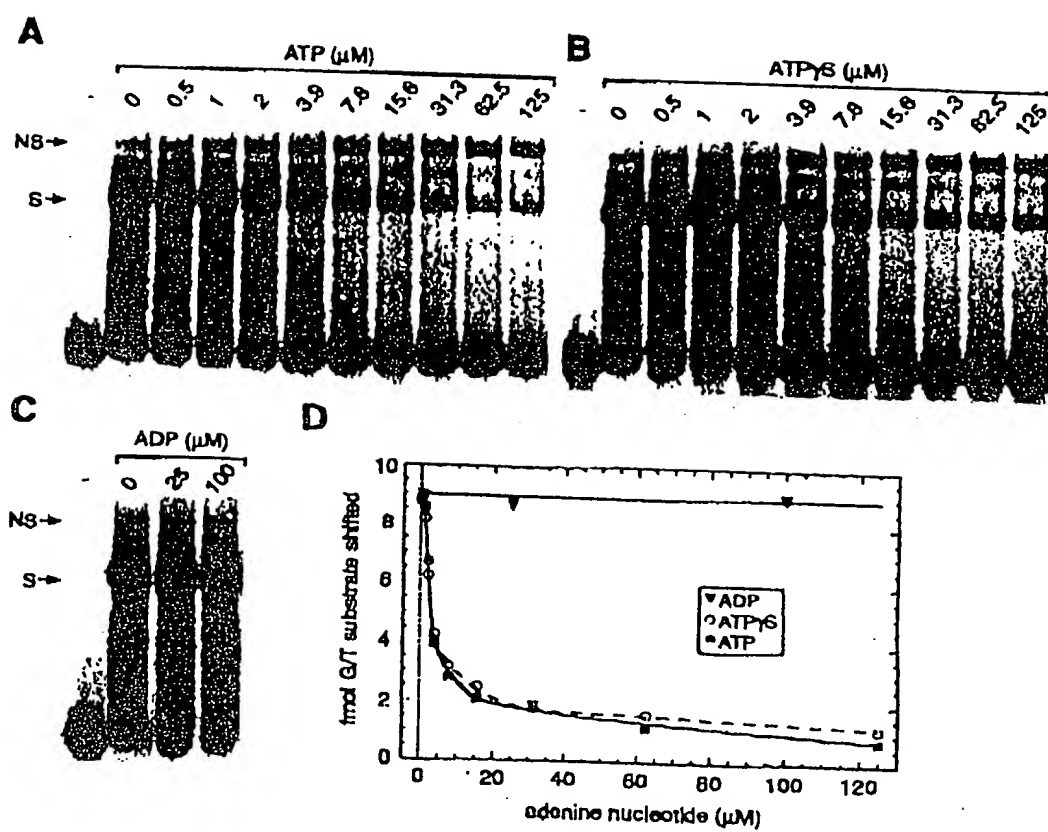 A
ATP (μM)
0 0.5 1 2 3.9 7.8 15.6 31.3 62.5 125
NS→
S→
B
ATPγS (μM)
0 0.5 1 2 3.9 7.8 15.6 31.3 62.5 125
C
ADP (μM)
0 25 100
NS→
S→
D
fmol G/T substrate shifted
10
8
6
4
2
0
ADP
ATPγS
ATP
0 20 40 60 80 100 120
adenine nucleotide (μM)